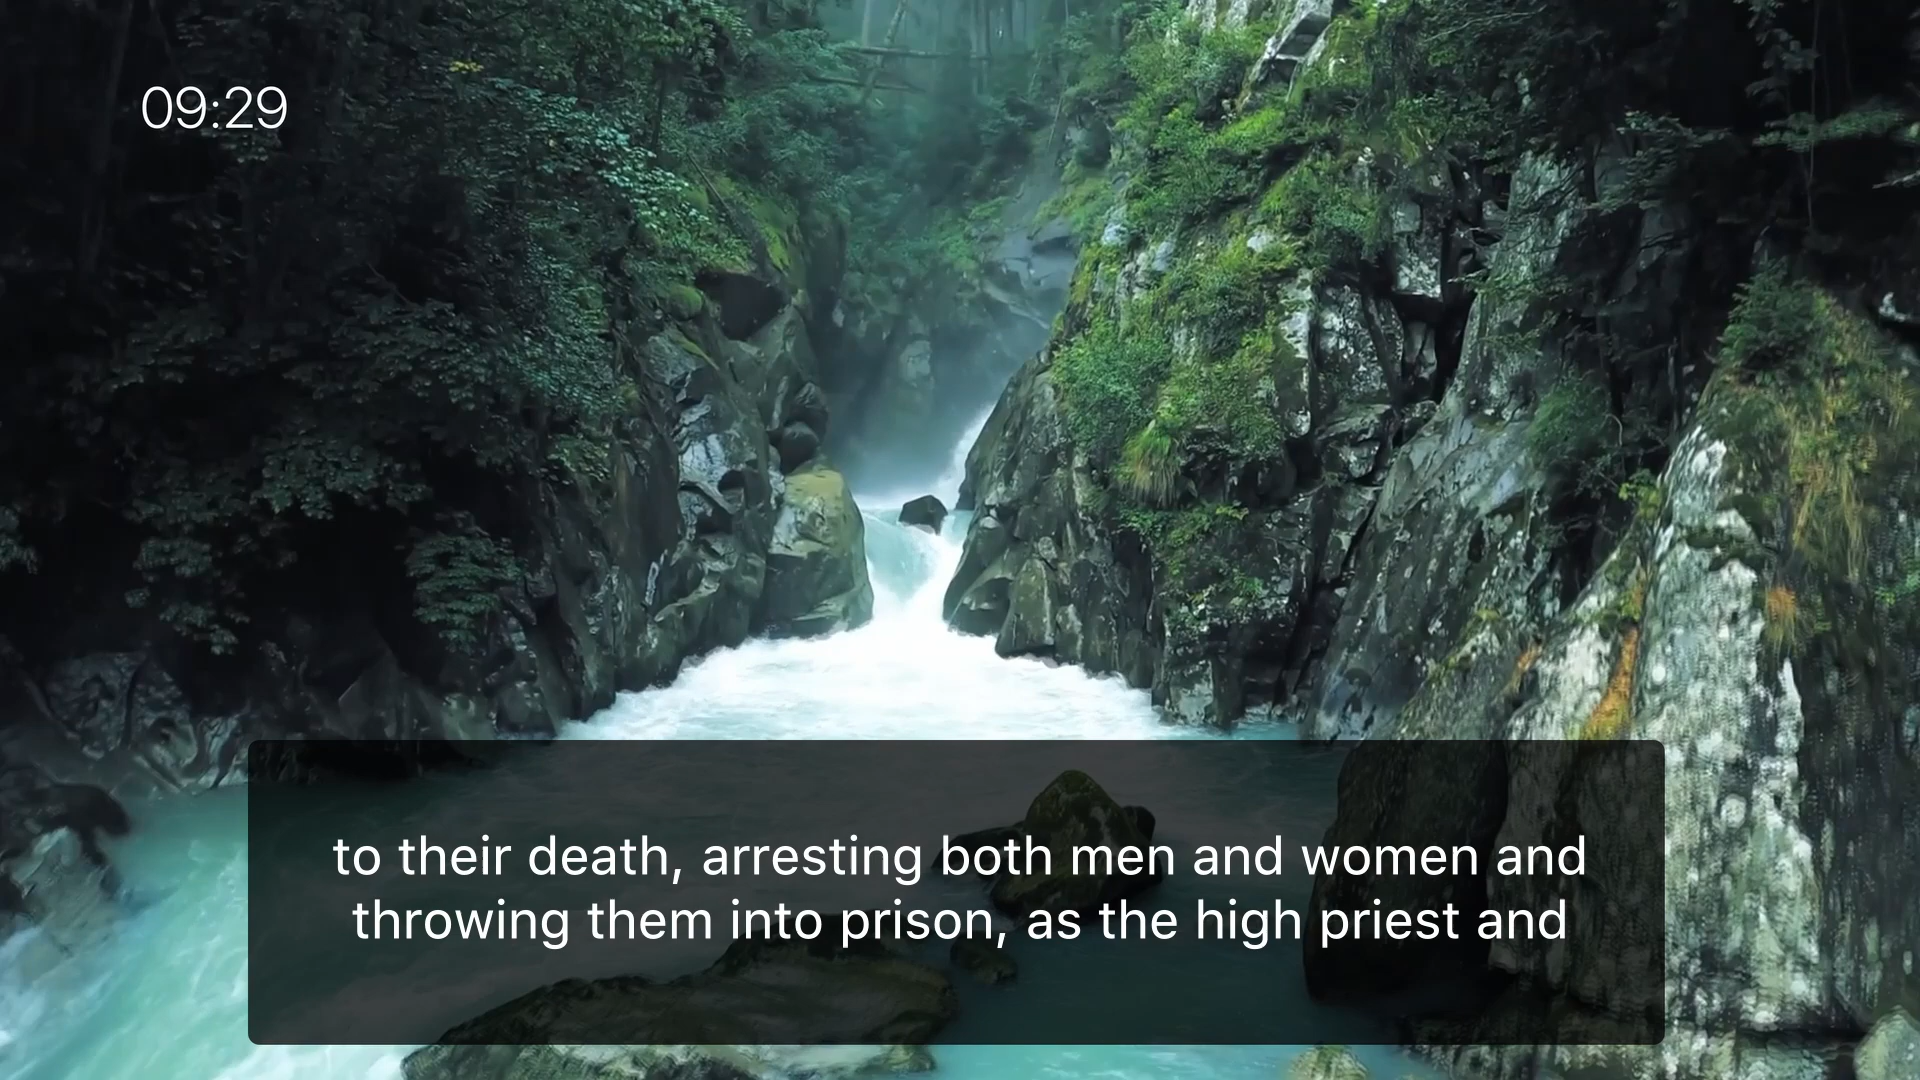 09:29
to their death, arresting both men and women and
throwing them into prison, as the high priest and